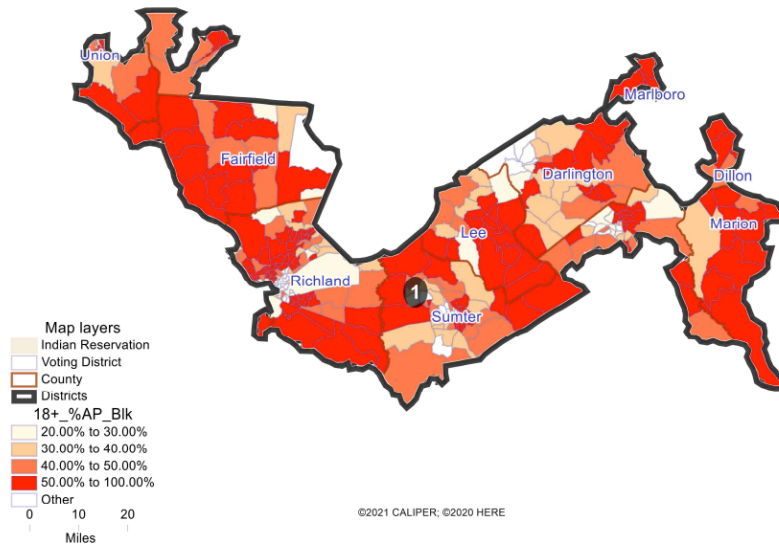 Union
Marlboro
Fairfield
Darlington
Dillon
Marion
Lee
1
Richland
Sumter
Map layers
Indian Reservation
Voting District
County
Districts
18+_%AP_Blk
20.00% to 30.00%
30.00% to 40.00%
40.00% to 50.00%
50.00% to 100.00%
Other
0 10 20
Miles
©2021 CALIPER; ©2020 HERE